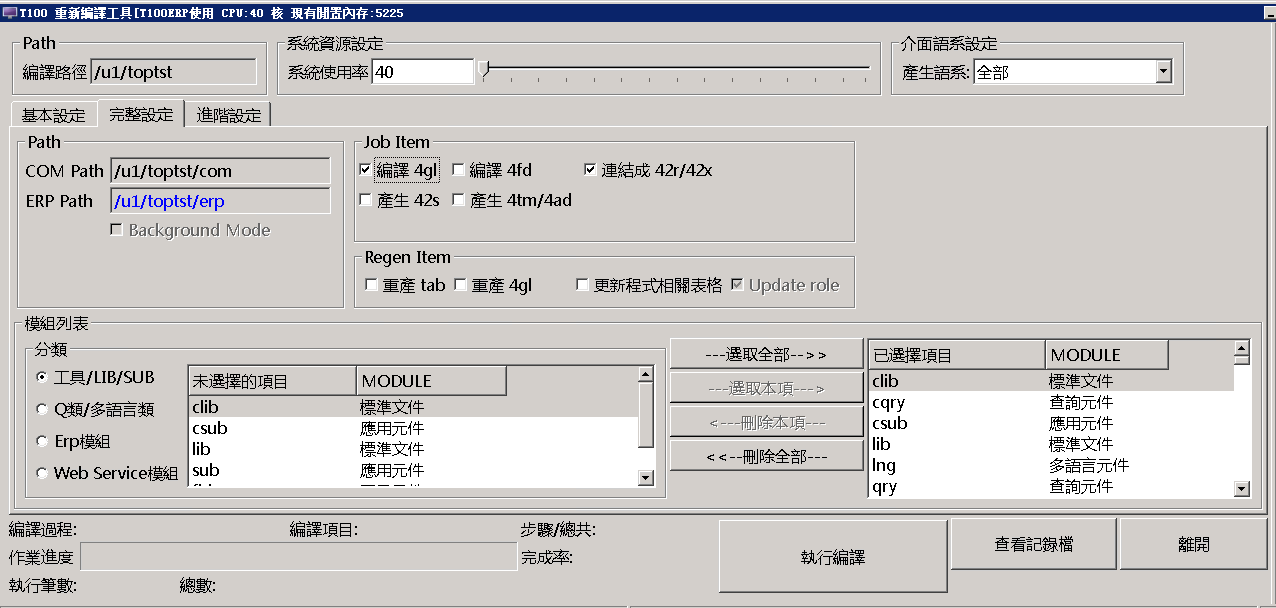 T100 重新編譯工具[T100ERP使用 CPU:40 核 現有閒置內存:5225
Path
編譯路徑 /u1/toptst
系統資源設定
系統使用率 40
介面語系設定
產生語系: 全部
基本設定 完整設定 進階設定
Path
COM Path /u1/toptst/com
ERP Path /u1/toptst/erp
Background Mode
Job Item
編譯 4gl 編譯 4fd 連結成 42r/42x
產生 42s 產生 4tm/4ad
Regen Item
重產 tab 重產 4gl 更新程式相關表格 Update role
模組列表
分類
工具/LIB/SUB
Q類/多語言類
Erp模組
Web Service模組
未選擇的項目 MODULE
clib 標準文件
csub 應用元件
lib 標準文件
sub 應用元件
---選取全部-->>
---選取本項--->
<---刪除本項---
<<--刪除全部---
已選擇項目 MODULE
clib 標準文件
cqry 查詢元件
csub 應用元件
lib 標準文件
lng 多語言元件
qry 查詢元件
編譯過程: 編譯項目: 步驟/總共:
作業進度 完成率:
執行筆數: 總數:
執行編譯 查看記錄檔 離開